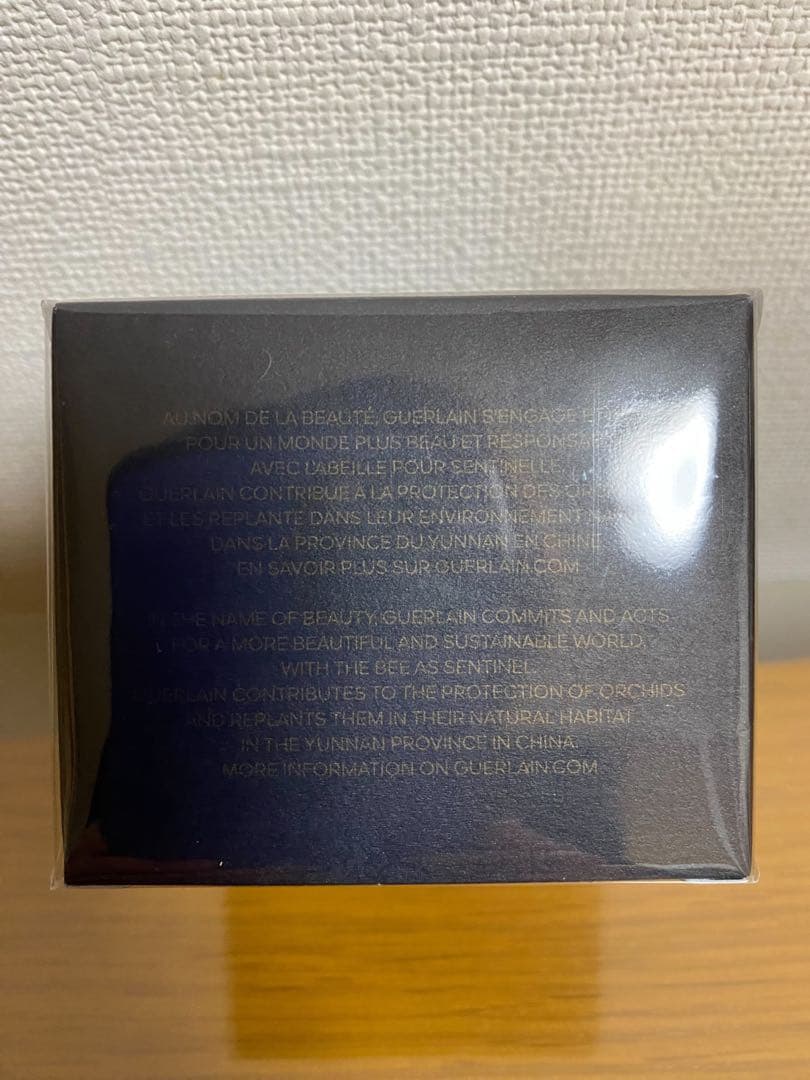 AU NOM DE LA BEAUTÉ, GUERLAIN S'ENGAGE
POUR UN MONDE PLUS BEAU ET
AVEC L'ABEILLE POUR SENTINELLE.
GUERLAIN CONTRIBUE À LA PROTECTION DES
ET LES REPLANTE DANS LEUR ENVIRONNEMENT
DANS LA PROVINCE DU YUNNAN EN CHINE.
EN SAVOIR PLUS SUR GUERLAIN.COM
IN THE NAME OF BEAUTY, GUERLAIN COMMITS AND ACTS
FOR A MORE BEAUTIFUL AND SUSTAINABLE WORLD,
WITH THE BEE AS SENTINEL.
GUERLAIN CONTRIBUTES TO THE PROTECTION OF ORCHIDS
AND REPLANTS THEM IN THEIR NATURAL HABITAT
IN THE YUNNAN PROVINCE IN CHINA.
MORE INFORMATION ON GUERLAIN.COM